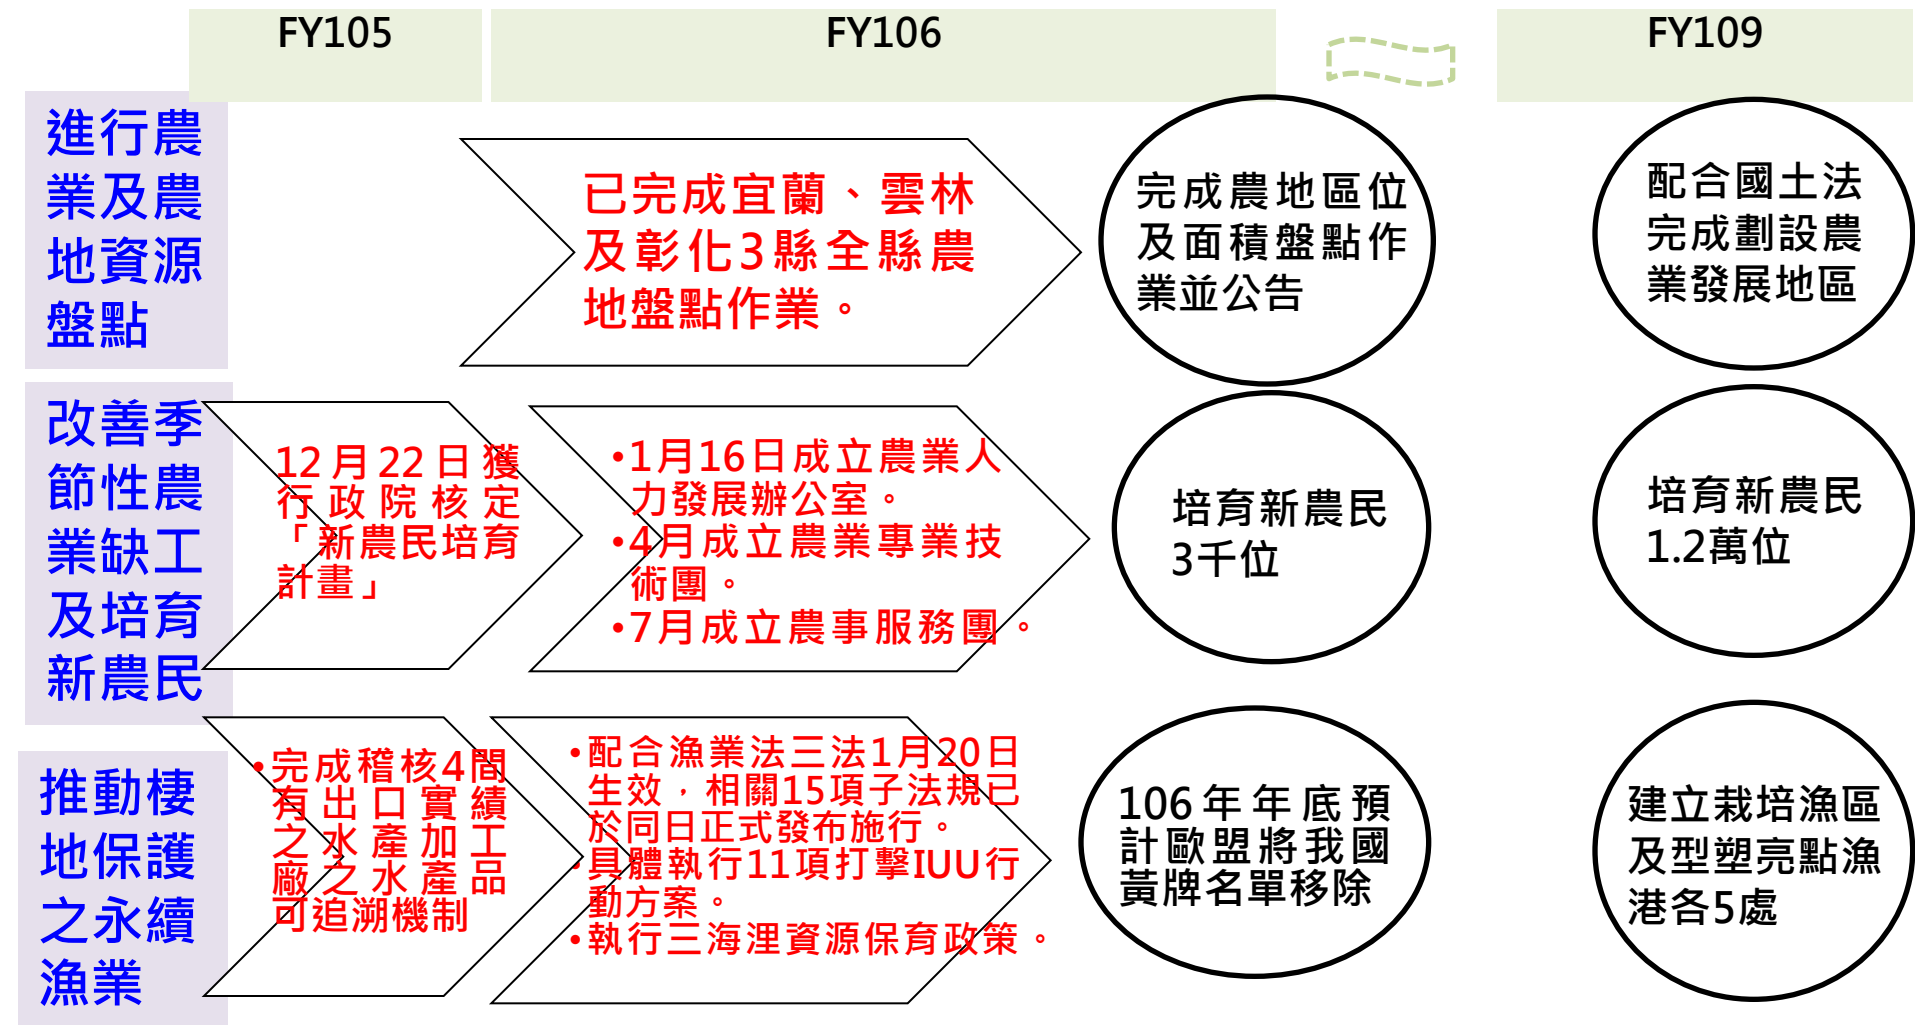 FY105
FY106
FY109
進行農
業及農
地資源
盤點
已完成宜蘭、雲林
及彰化3縣全縣農
地盤點作業。
完成農地區位
及面積盤點作
業並公告
配合國土法
完成劃設農
業發展地區
改善季
節性農
業缺工
及培育
新農民
12月22日獲
行政院核定
「新農民培育
計畫」
•1月16日成立農業人
力發展辦公室。
•4月成立農業專業技
術團。
•7月成立農事服務團。
培育新農民
3千位
培育新農民
1.2萬位
推動棲
地保護
之永續
漁業
•完成稽核4間
有出口實績
之水產加工
廠之水產品
可追溯機制
•配合漁業法三法1月20日
生效，相關15項子法規已
於同日正式發布施行。
•具體執行11項打擊IUU行
動方案。
•執行三海浬資源保育政策。
106年年底預
計歐盟將我國
黃牌名單移除
建立栽培漁區
及型塑亮點漁
港各5處